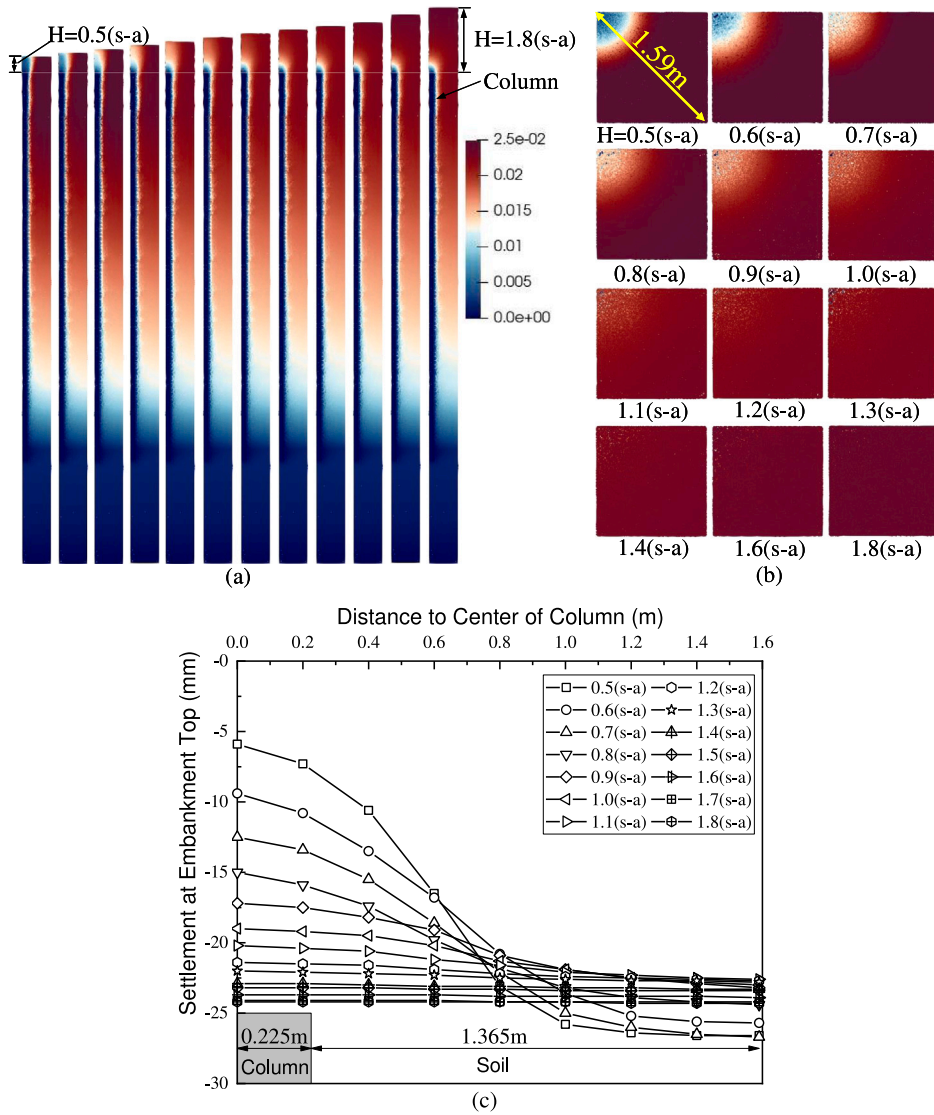 H=0.5(s-a)
H=1.8(s-a)
Column
2.5e-02
0.02
0.015
0.01
0.005
0.0e+00
(a)
1.59m
H=0.5(s-a) 0.6(s-a) 0.7(s-a)
0.8(s-a) 0.9(s-a) 1.0(s-a)
1.1(s-a) 1.2(s-a) 1.3(s-a)
1.4(s-a) 1.6(s-a) 1.8(s-a)
(b)
Distance to Center of Column (m)
0.0 0.2 0.4 0.6 0.8 1.0 1.2 1.4 1.6
Settlement at Embankment Top (mm)
-0
-5
-10
-15
-20
-25
-30
0.5(s-a) 1.2(s-a)
0.6(s-a) 1.3(s-a)
0.7(s-a) 1.4(s-a)
0.8(s-a) 1.5(s-a)
0.9(s-a) 1.6(s-a)
1.0(s-a) 1.7(s-a)
1.1(s-a) 1.8(s-a)
0.225m 1.365m
Column Soil
(c)